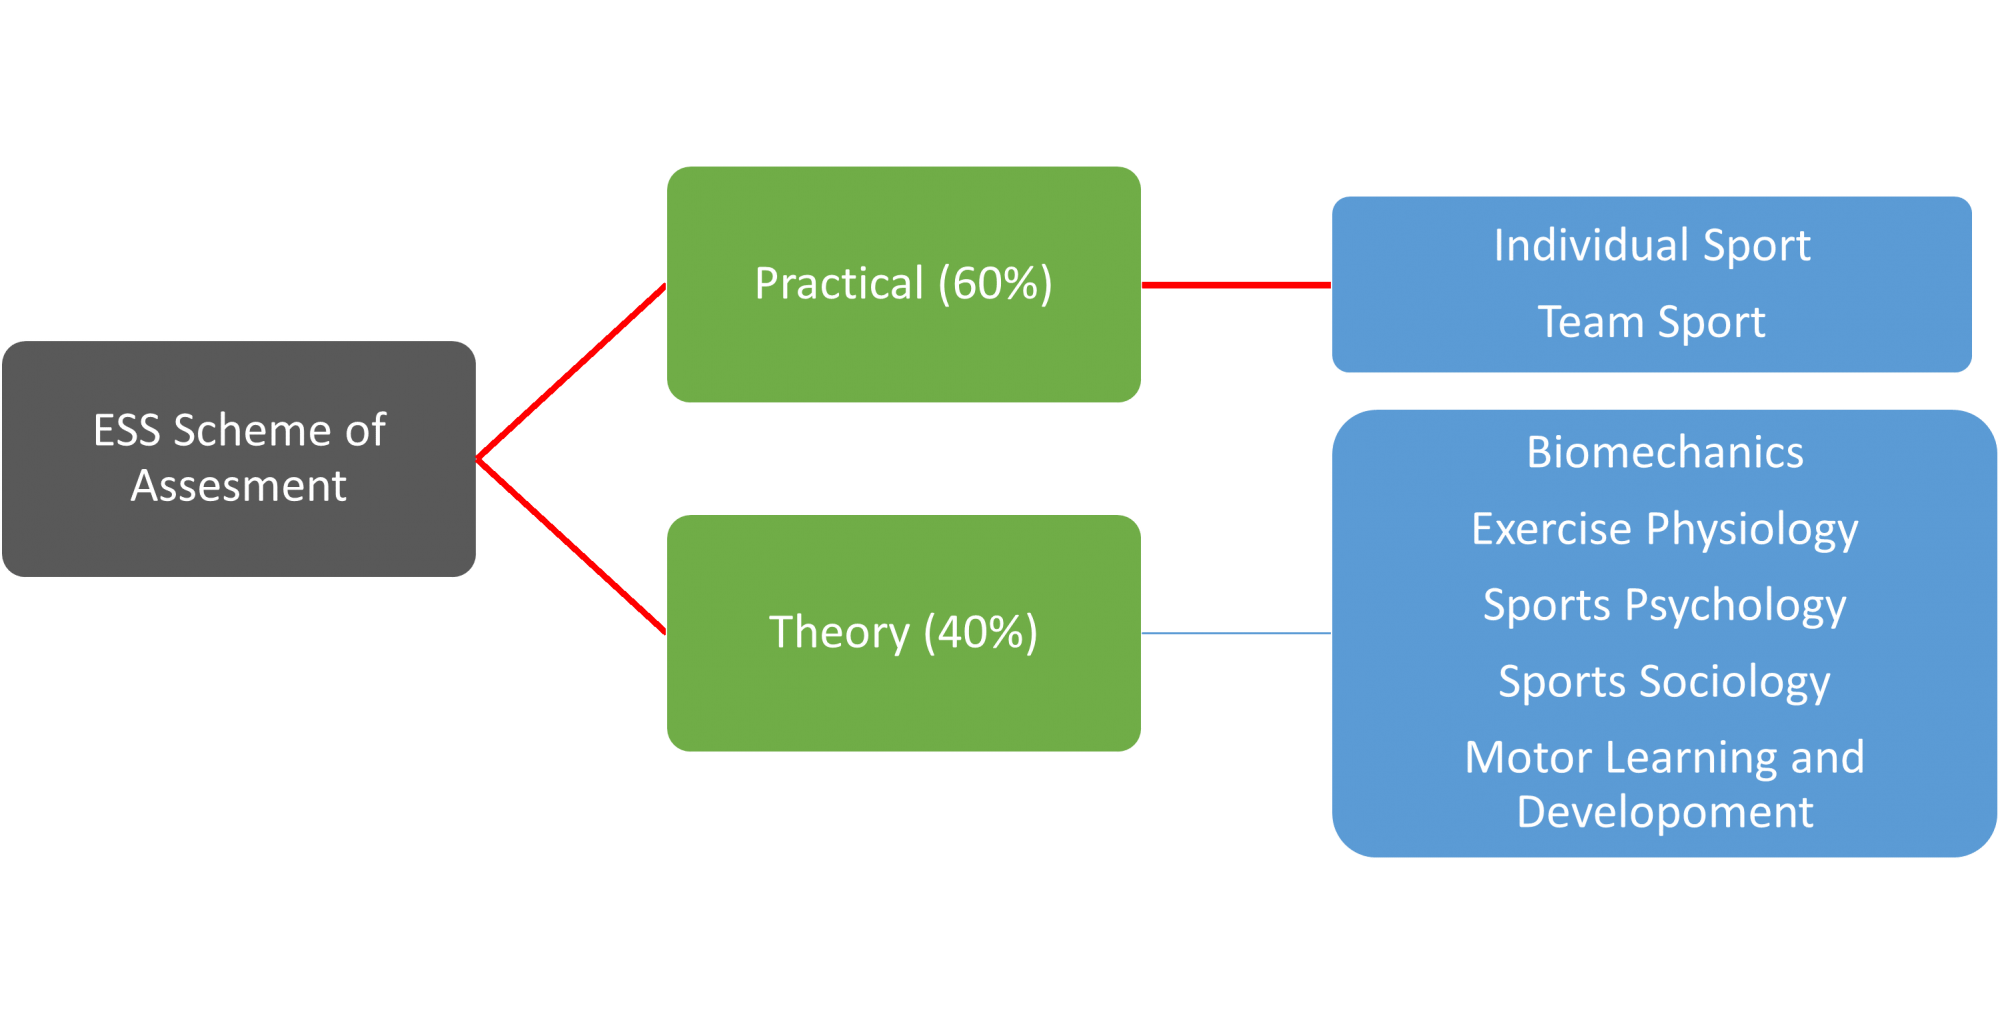 ESS Scheme of
Assesment
Practical (60%)
Individual Sport
Team Sport
Theory (40%)
Biomechanics
Exercise Physiology
Sports Psychology
Sports Sociology
Motor Learning and
Developoment